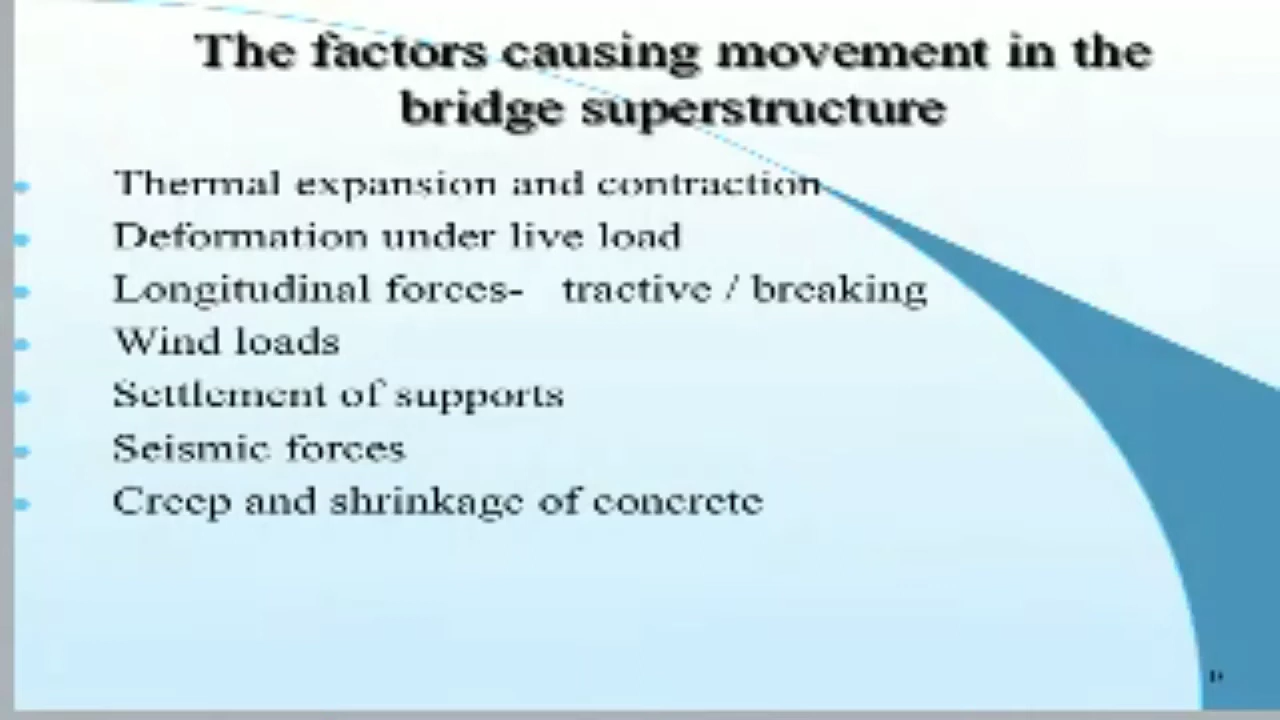 The factors causing movement in the
bridge superstructure
Thermal expansion and contraction
Deformation under live load
Longitudinal forces- tractive / breaking
Wind loads
Settlement of supports
Seismic forces
Creep and shrinkage of concrete